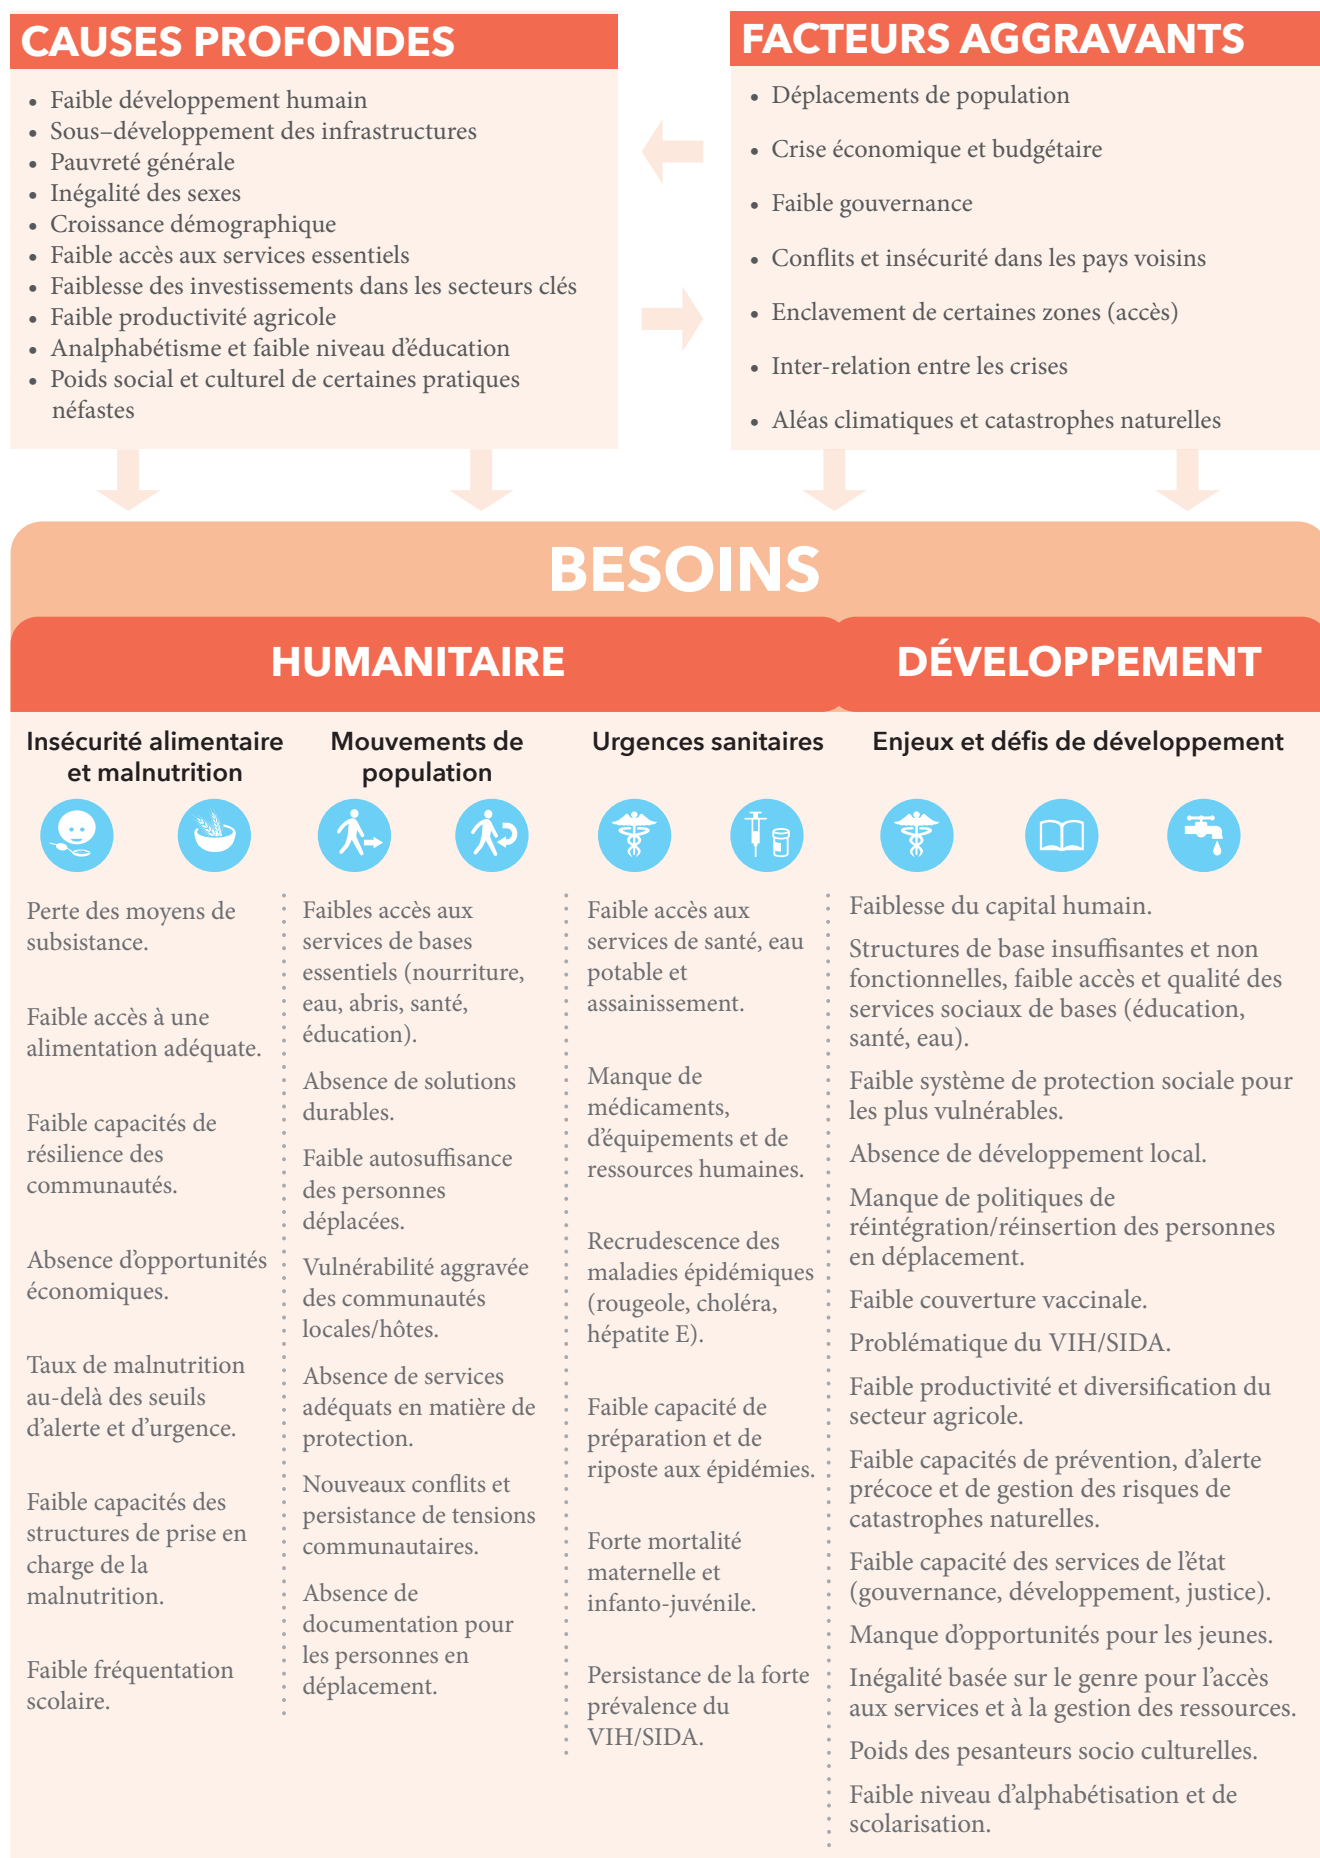 CAUSES PROFONDES
• Faible développement humain
• Sous–développement des infrastructures
• Pauvreté générale
• Inégalité des sexes
• Croissance démographique
• Faible accès aux services essentiels
• Faiblesse des investissements dans les secteurs clés
• Faible productivité agricole
• Analphabétisme et faible niveau d’éducation
• Poids social et culturel de certaines pratiques
néfastes
FACTEURS AGGRAVANTS
• Déplacements de population
• Crise économique et budgétaire
• Faible gouvernance
• Conflits et insécurité dans les pays voisins
• Enclavement de certaines zones (accès)
• Inter-relation entre les crises
• Aléas climatiques et catastrophes naturelles
BESOINS
HUMANITAIRE
DÉVELOPPEMENT
Insécurité alimentaire
et malnutrition
Perte des moyens de
subsistance.
Faible accès à une
alimentation adéquate.
Faible capacités de
résilience des
communautés.
Absence d’opportunités
économiques.
Taux de malnutrition
au-delà des seuils
d’alerte et d’urgence.
Faible capacités des
structures de prise en
charge de la
malnutrition.
Faible fréquentation
scolaire.
Mouvements de
population
Faibles accès aux
services de bases
essentiels (nourriture,
eau, abris, santé,
éducation).
Absence de solutions
durables.
Faible autosuffisance
des personnes
déplacées.
Vulnérabilité aggravée
des communautés
locales/hôtes.
Absence de services
adéquats en matière de
protection.
Nouveaux conflits et
persistance de tensions
communautaires.
Absence de
documentation pour
les personnes en
déplacement.
Urgences sanitaires
Faible accès aux
services de santé, eau
potable et
assainissement.
Manque de
médicaments,
d’équipements et de
ressources humaines.
Recrudescence des
maladies épidémiques
(rougeole, choléra,
hépatite E).
Faible capacité de
préparation et de
riposte aux épidémies.
Forte mortalité
maternelle et
infanto-juvénile.
Persistance de la forte
prévalence du
VIH/SIDA.
Enjeux et défis de développement
Faiblesse du capital humain.
Structures de base insuffisantes et non
fonctionnelles, faible accès et qualité des
services sociaux de bases (éducation,
santé, eau).
Faible système de protection sociale pour
les plus vulnérables.
Absence de développement local.
Manque de politiques de
réintégration/réinsertion des personnes
en déplacement.
Faible couverture vaccinale.
Problématique du VIH/SIDA.
Faible productivité et diversification du
secteur agricole.
Faible capacités de prévention, d’alerte
précoce et de gestion des risques de
catastrophes naturelles.
Faible capacité des services de l’état
(gouvernance, développement, justice).
Manque d’opportunités pour les jeunes.
Inégalité basée sur le genre pour l’accès
aux services et à la gestion des ressources.
Poids des pesanteurs socio culturelles.
Faible niveau d’alphabétisation et de
scolarisation.